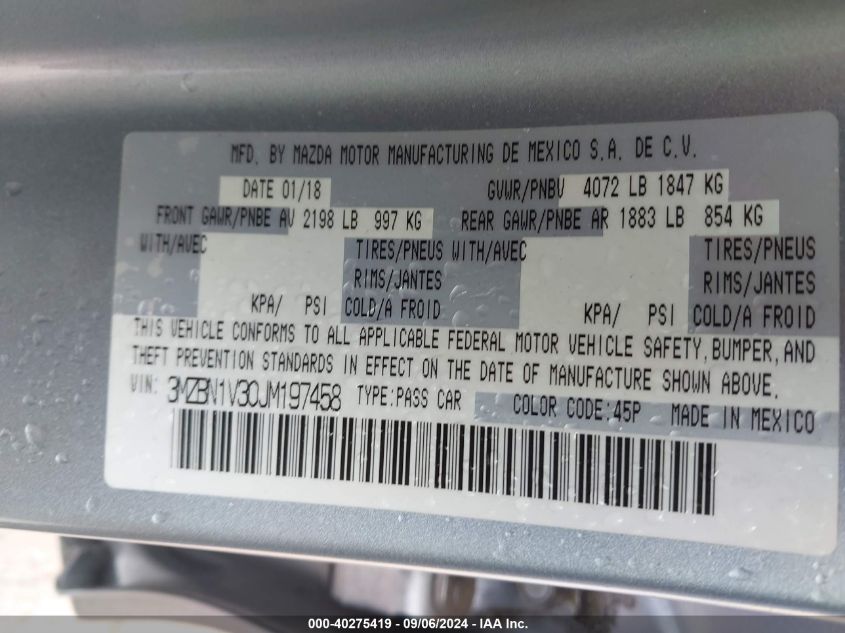 MFD. BY MAZDA MOTOR MANUFACTURING DE MEXICO S.A. DE C.V.
DATE 01/18 GVWR/PNBV 4072 LB 1847 KG
FRONT GAWR/PNBE AV 2198 LB 997 KG REAR GAWR/PNBE AR 1883 LB 854 KG
WITH/AVEC TIRES/PNEUS WITH/AVEC TIRES/PNEUS
RIMS/JANTES RIMS/JANTES
KPA/ PSI COLD/A FROID KPA/ PSI COLD/A FROID
THIS VEHICLE CONFORMS TO ALL APPLICABLE FEDERAL MOTOR VEHICLE SAFETY, BUMPER, AND
THEFT PREVENTION STANDARDS IN EFFECT ON THE DATE OF MANUFACTURE SHOWN ABOVE.
VIN: 3MZBN1V30JM197458 TYPE:PASS CAR COLOR CODE:45P MADE IN MEXICO
000-40275419 - 09/06/2024 - IAA Inc.